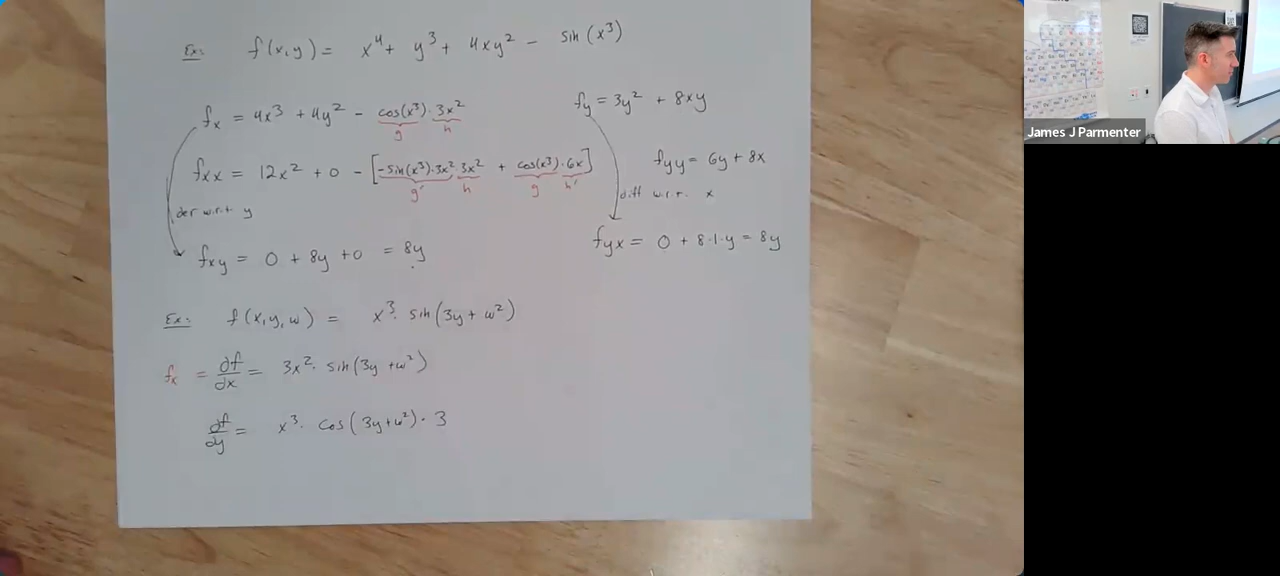 Ex: f(x,y) = x⁴ + y³ + 4xy² - sin(x³)
fx = 4x³ + 4y² - cos(x³)·3x²
g h
fxx = 12x² + 0 - [-sin(x³)·3x²·3x² + cos(x³)·6x]
g' h g h'
der w.r.t y
fxy = 0 + 8y + 0 = 8y
fy = 3y² + 8xy
fyy = 6y + 8x
diff w.r.t. x
fyx = 0 + 8·1·y = 8y
Ex: f(x,y,w) = x³· sin(3y + w²)
fx = ∂f/∂x = 3x²· sin(3y + w²)
∂f/∂y = x³· cos(3y + w²)·3
James J Parmenter